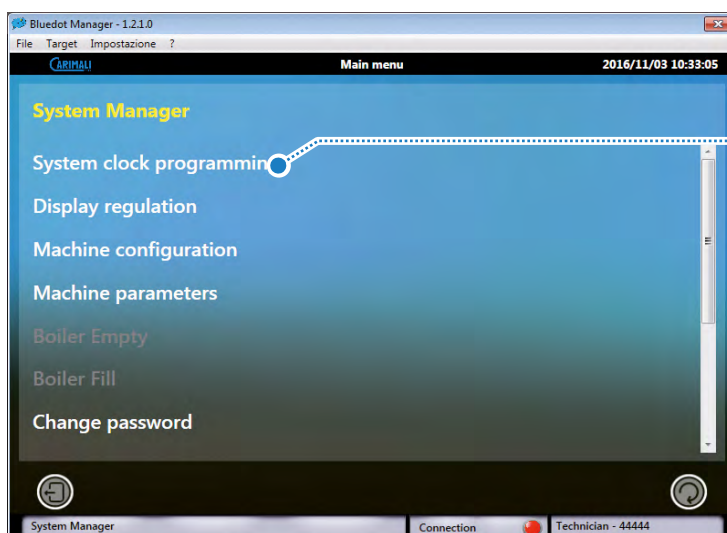 Bluedot Manager - 1.2.1.0
File Target Impostazione ?
CARIMALI Main menu 2016/11/03 10:33:05
System Manager
System clock programmin
Display regulation
Machine configuration
Machine parameters
Boiler Empty
Boiler Fill
Change password
System Manager Connection Technician - 44444